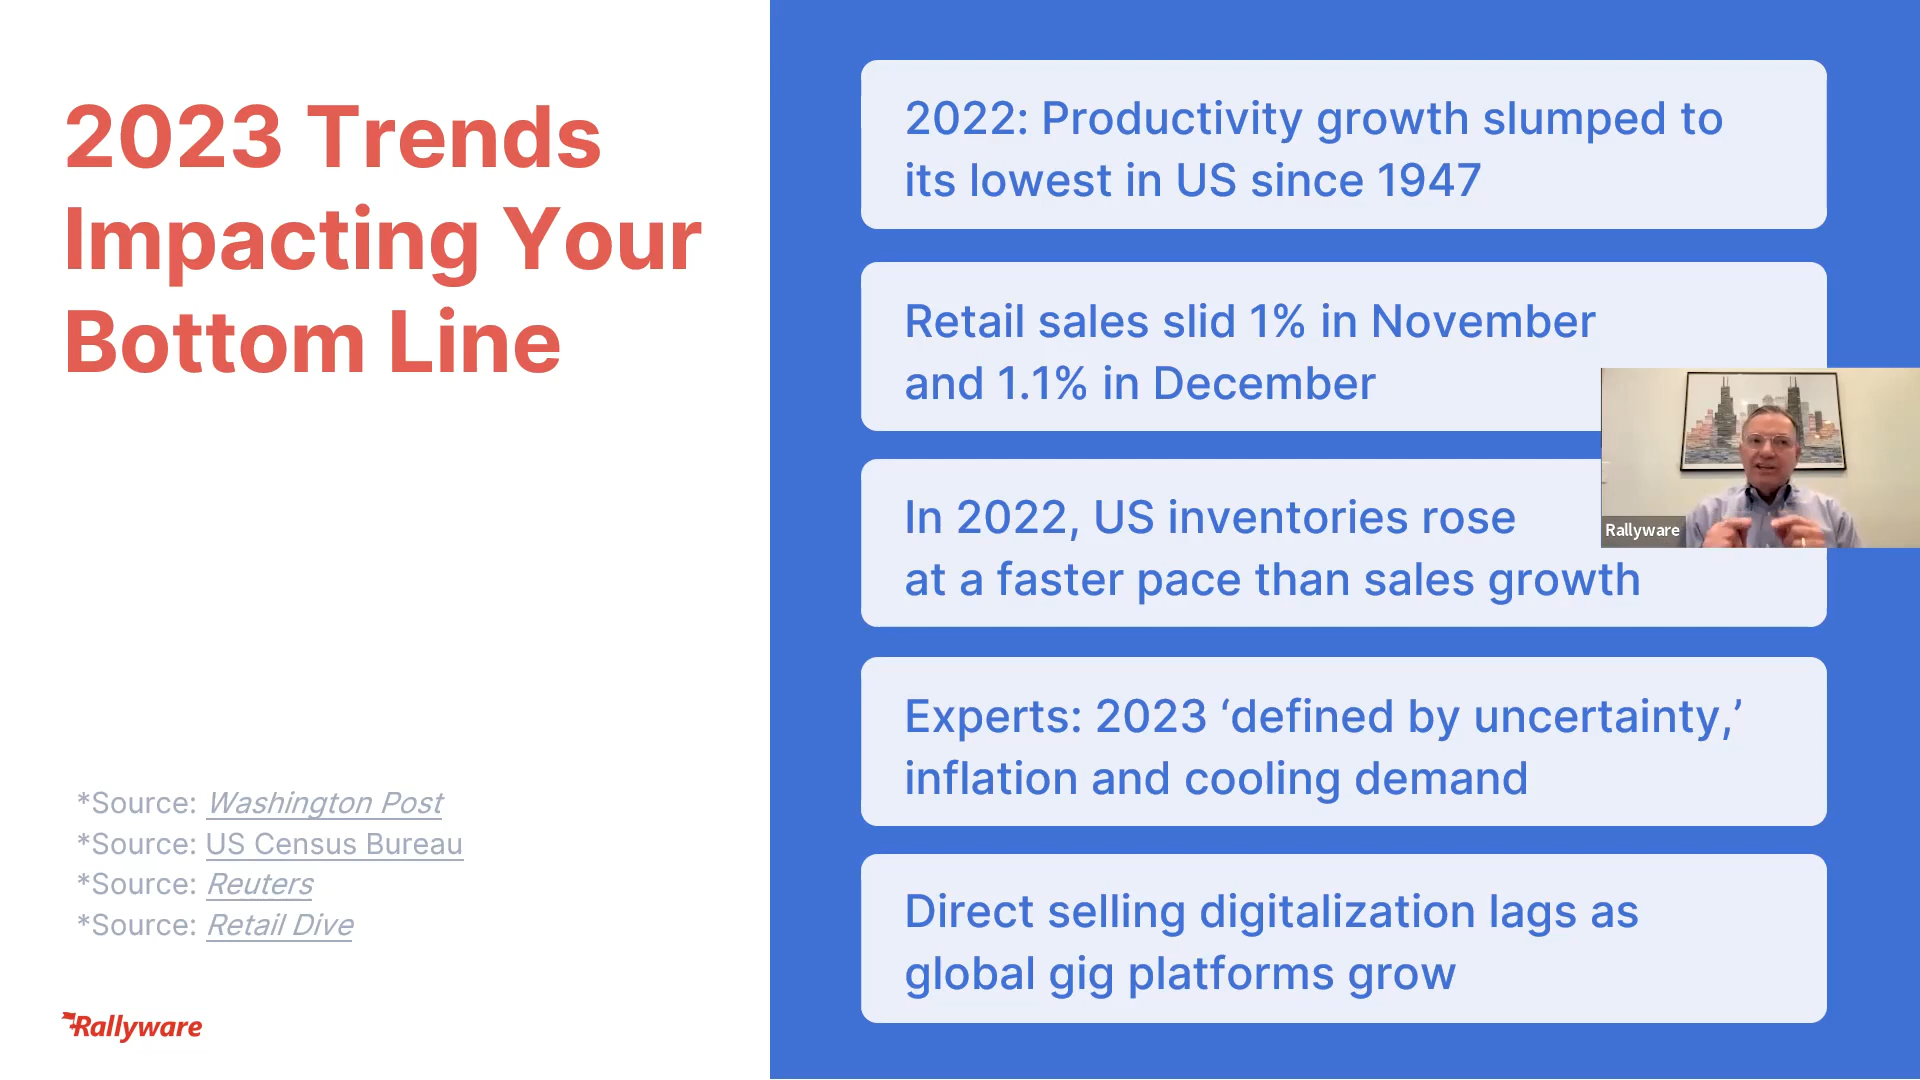 2023 Trends
Impacting Your
Bottom Line
*Source: Washington Post
*Source: US Census Bureau
*Source: Reuters
*Source: Retail Dive
Rallyware
2022: Productivity growth slumped to
its lowest in US since 1947
Retail sales slid 1% in November
and 1.1% in December
In 2022, US inventories rose
at a faster pace than sales growth
Experts: 2023 ‘defined by uncertainty,’
inflation and cooling demand
Direct selling digitalization lags as
global gig platforms grow
Rallyware